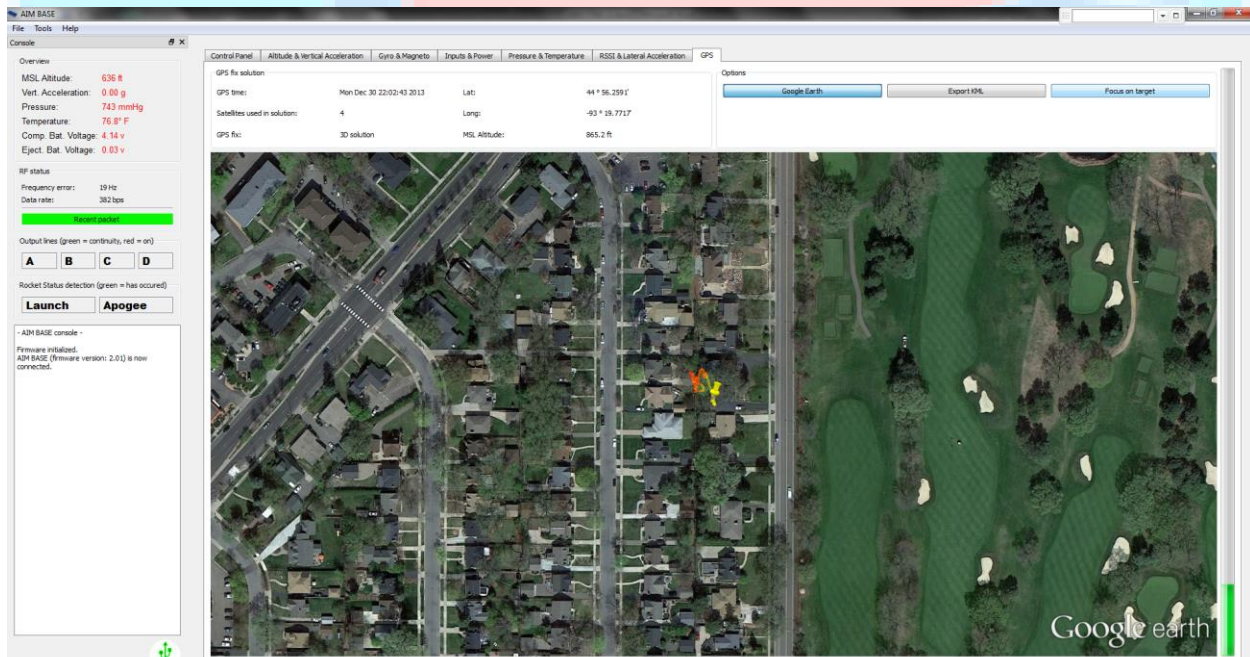 AIM BASE
File Tools Help
Console
Overview
MSL Altitude: 636 ft
Vert. Acceleration: 0.00 g
Pressure: 743 mmHg
Temperature: 76.8° F
Comp. Bat. Voltage: 4.14 v
Eject. Bat. Voltage: 0.03 v
RF status
Frequency error: 19 Hz
Data rate: 382 bps
Recent packet
Output lines (green = continuity, red = on)
A B C D
Rocket Status detection (green = has occured)
Launch Apogee
- AIM BASE console -
Firmware initialized.
AIM BASE (firmware version: 2.01) is now
connected.
Control Panel Altitude & Vertical Acceleration Gyro & Magneto Inputs & Power Pressure & Temperature RSSI & Lateral Acceleration GPS
GPS fix solution
GPS time: Mon Dec 30 22:02:43 2013 Lat: 44 ° 56.2591'
Satellites used in solution: 4 Long: -93 ° 19.7717'
GPS fix: 3D solution MSL Altitude: 865.2 ft
Options
Google Earth Export KML Focus on target
Google earth